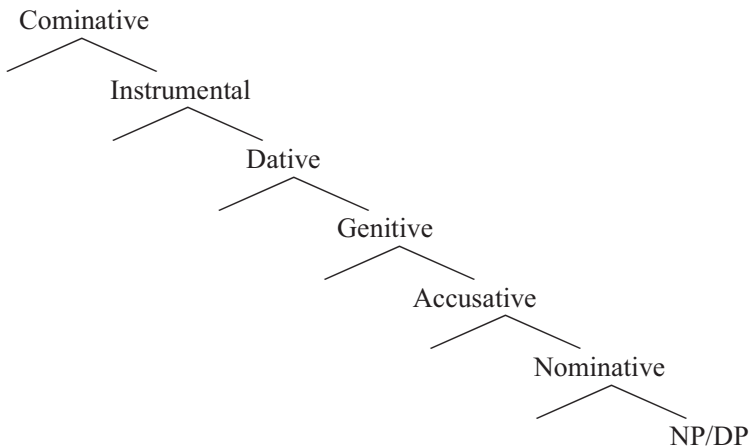 Cominative
Instrumental
Dative
Genitive
Accusative
Nominative
NP/DP